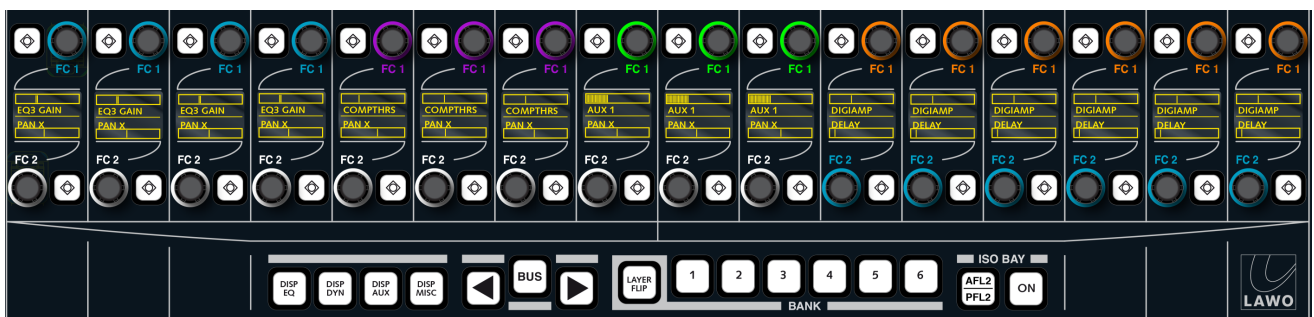 FC 1 FC 1 FC 1 FC 1 FC 1 FC 1 FC 1 FC 1 FC 1 FC 1 FC 1 FC 1 FC 1 FC 1 FC 1 FC 1
EQ3 GAIN EQ3 GAIN EQ3 GAIN EQ3 GAIN COMPTHRS COMPTHRS COMPTHRS AUX 1 AUX 1 AUX 1 DIGIAMP DIGIAMP DIGIAMP DIGIAMP DIGIAMP DIGIAMP
PAN X PAN X PAN X PAN X PAN X PAN X PAN X PAN X PAN X PAN X DELAY DELAY DELAY DELAY DELAY DELAY
FC 2 FC 2 FC 2 FC 2 FC 2 FC 2 FC 2 FC 2 FC 2 FC 2 FC 2 FC 2 FC 2 FC 2 FC 2 FC 2
DISP
EQ
DISP
DYN
DISP
AUX
DISP
MISC
BUS
LAYER
FLIP
1 2 3 4 5 6
BANK
ISO BAY
AFL2
PFL2
ON
LAWO